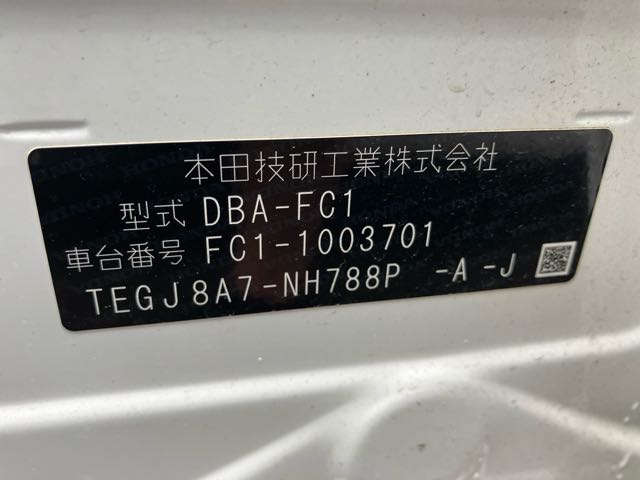 本田技研工業株式会社
型式 DBA-FC1
車台番号 FC1-1003701
TEGJ8A7-NH788P -A-J